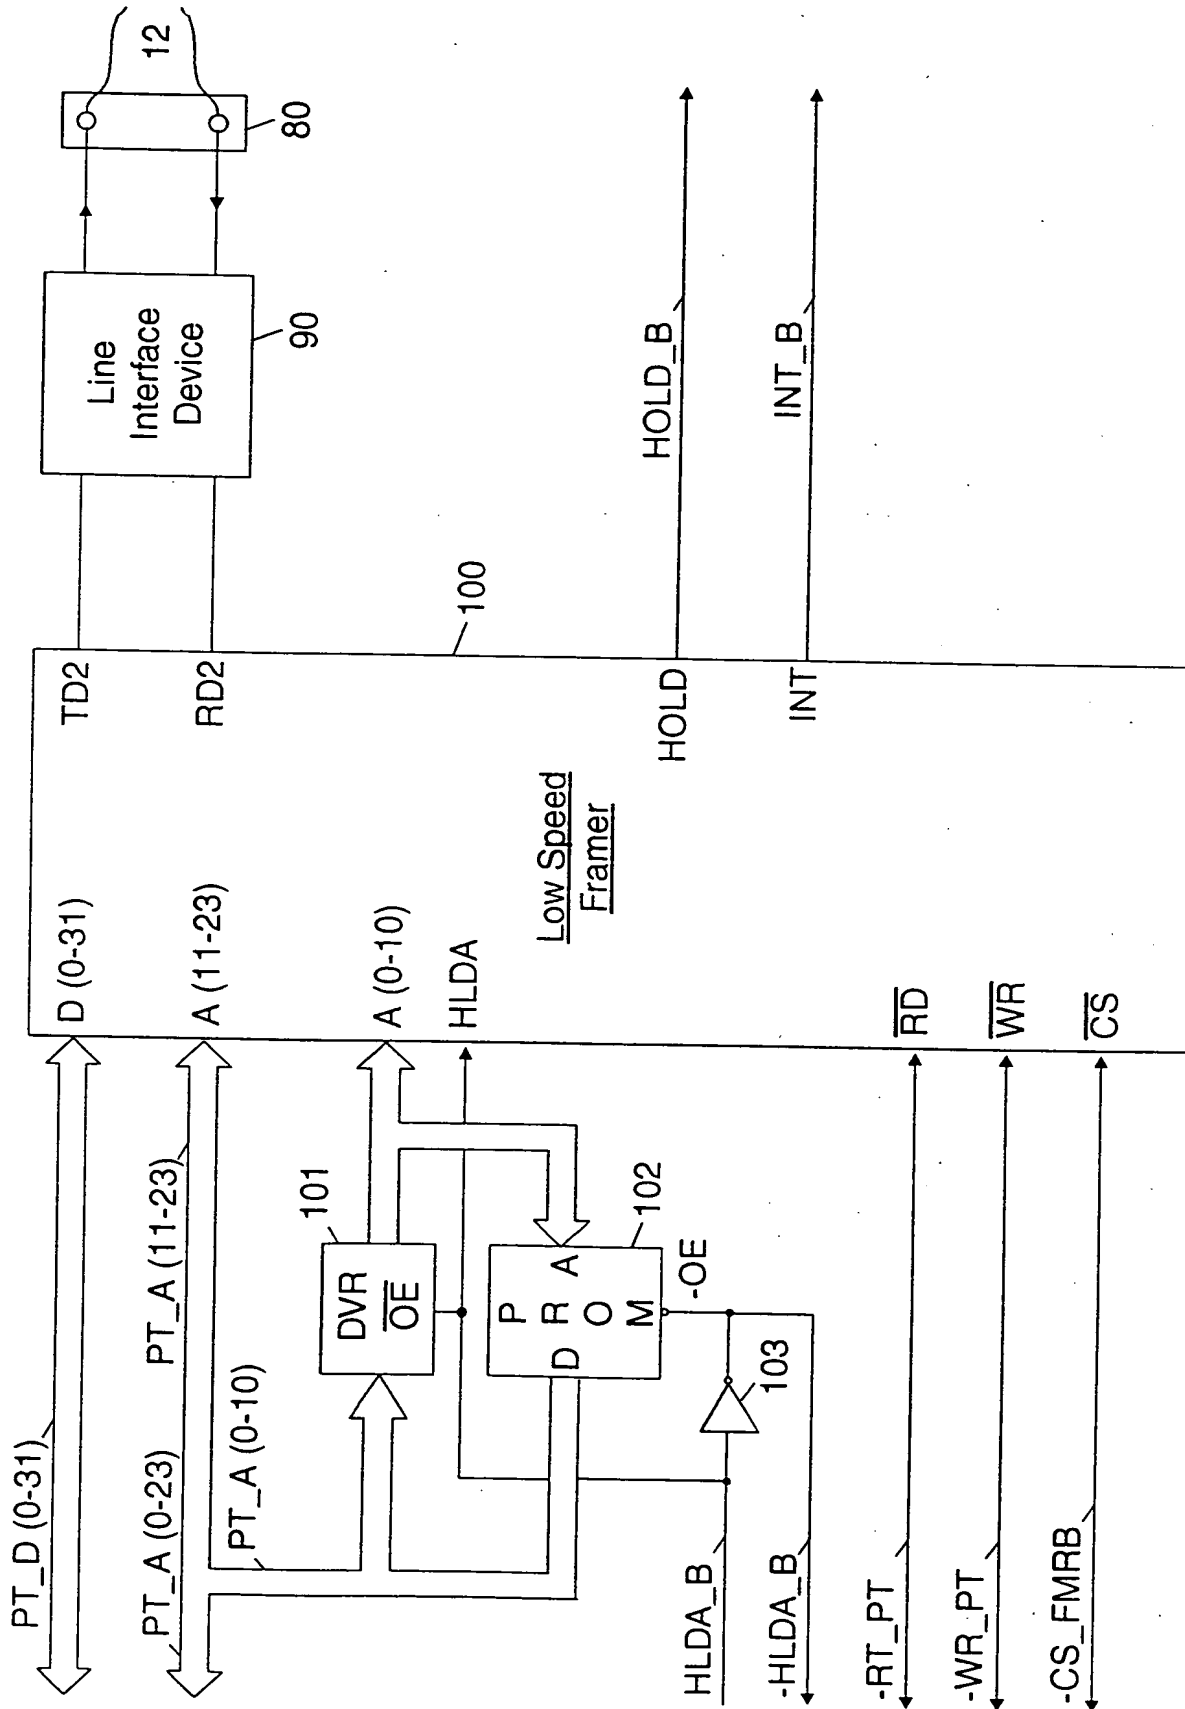 PT_D (0-31)
D (0-31)
TD2
Line
Interface
Device
90
12
80
PT_A (0-23)
PT_A (11-23)
A (11-23)
RD2
PT_A (0-10)
101
DVR
OE
A (0-10)
HLDA
100
P
D R A
O
M
102
-OE
103
Low Speed
Framer
HOLD
HOLD_B
INT
INT_B
HLDA_B
-HLDA_B
-RT_PT
RD
-WR_PT
WR
-CS_FMRB
CS